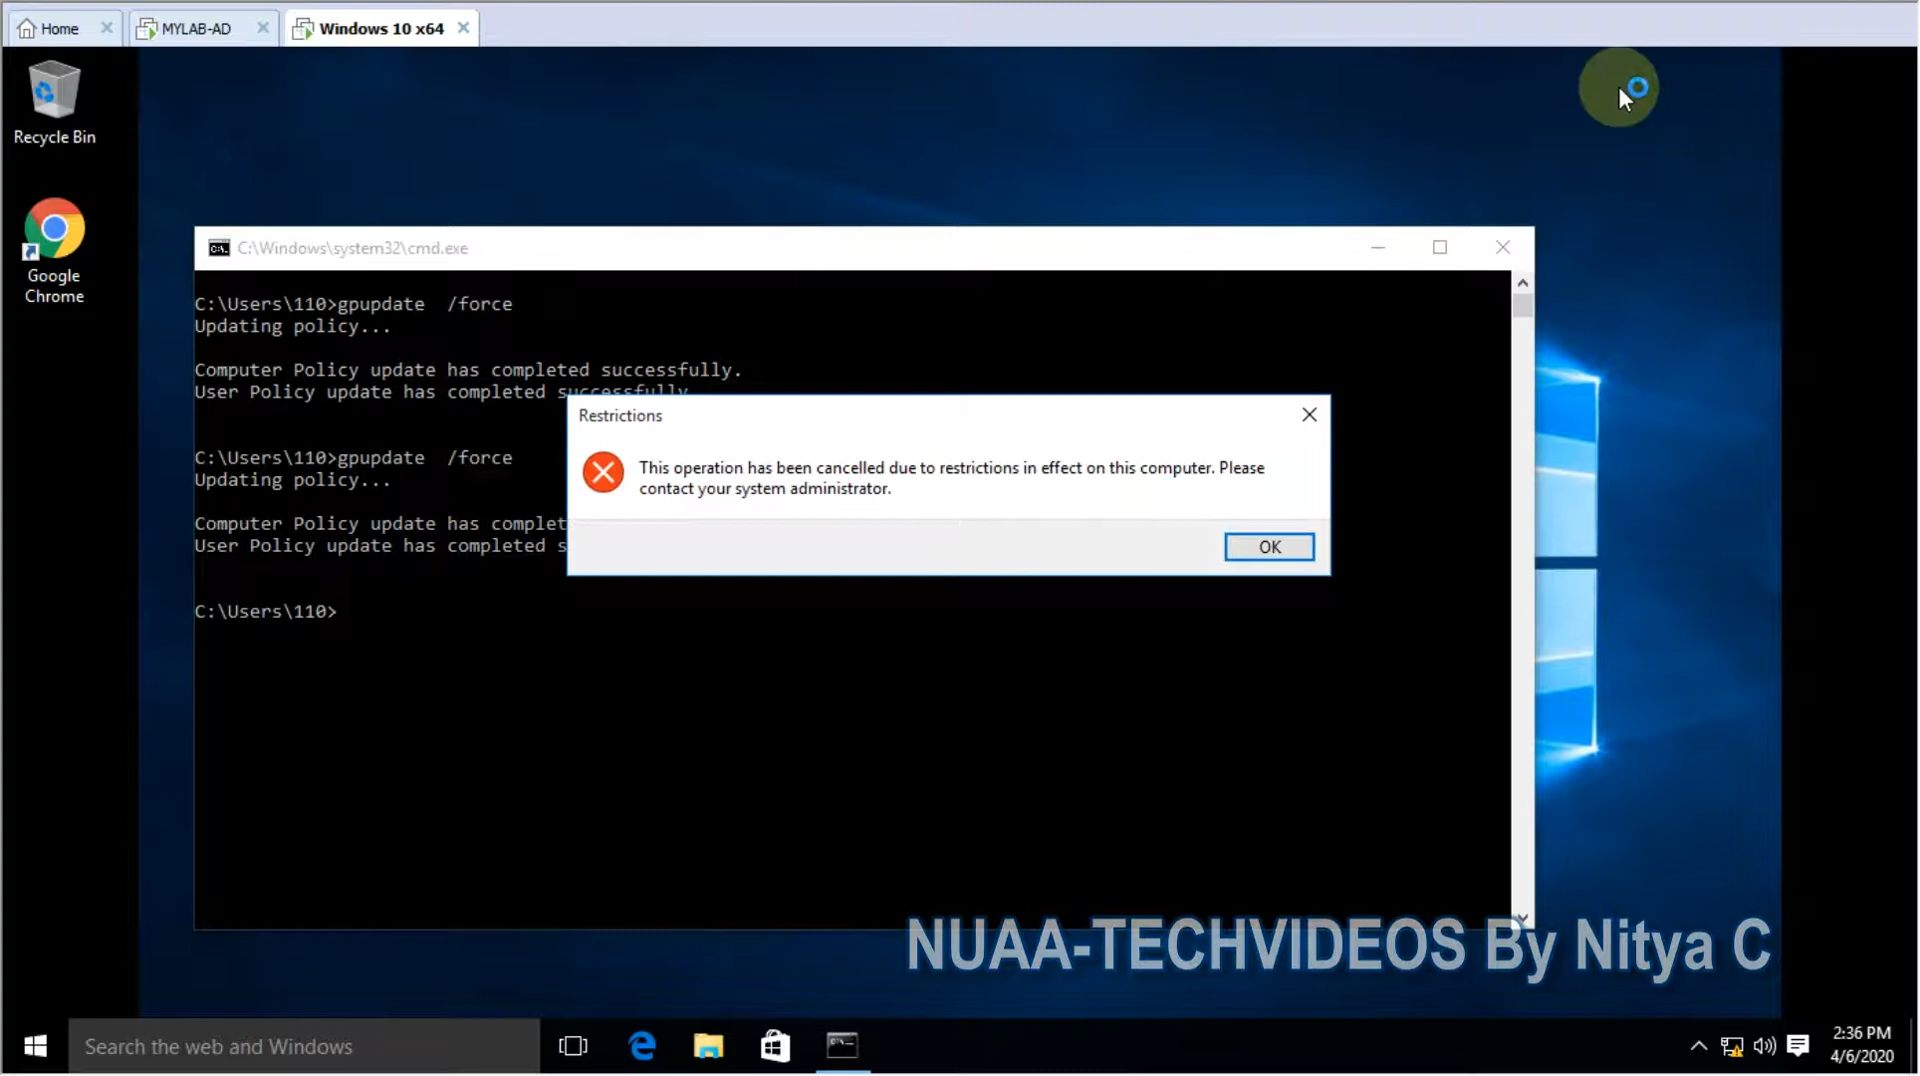 Home
MYLAB-AD
Windows 10 x64
Recycle Bin
Google
Chrome
C:\Windows\system32\cmd.exe
C:\Users\110>gpupdate  /force
Updating policy...
Computer Policy update has completed successfully.
User Policy update has completed successfully
C:\Users\110>gpupdate  /force
Updating policy...
Computer Policy update has complet
User Policy update has completed s
C:\Users\110>
Restrictions
This operation has been cancelled due to restrictions in effect on this computer. Please
contact your system administrator.
OK
NUAA-TECHVIDEOS By Nitya C
Search the web and Windows
2:36 PM
4/6/2020